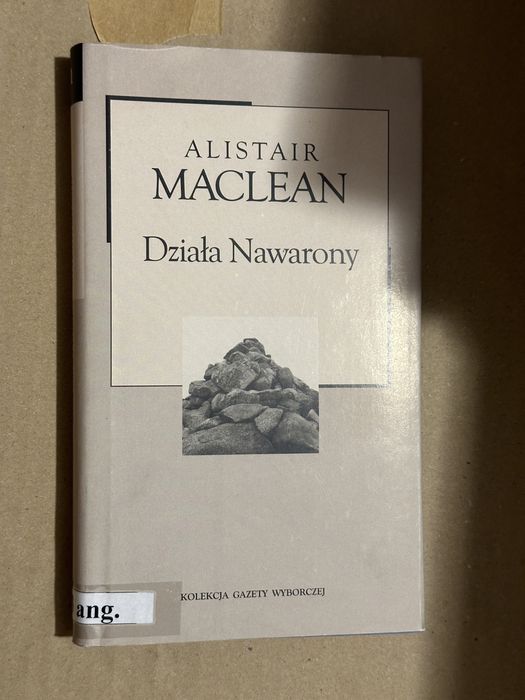 ALISTAIR
MACLEAN
Działa Nawarony
KOLEKCJA GAZETY WYBORCZEJ
ang.